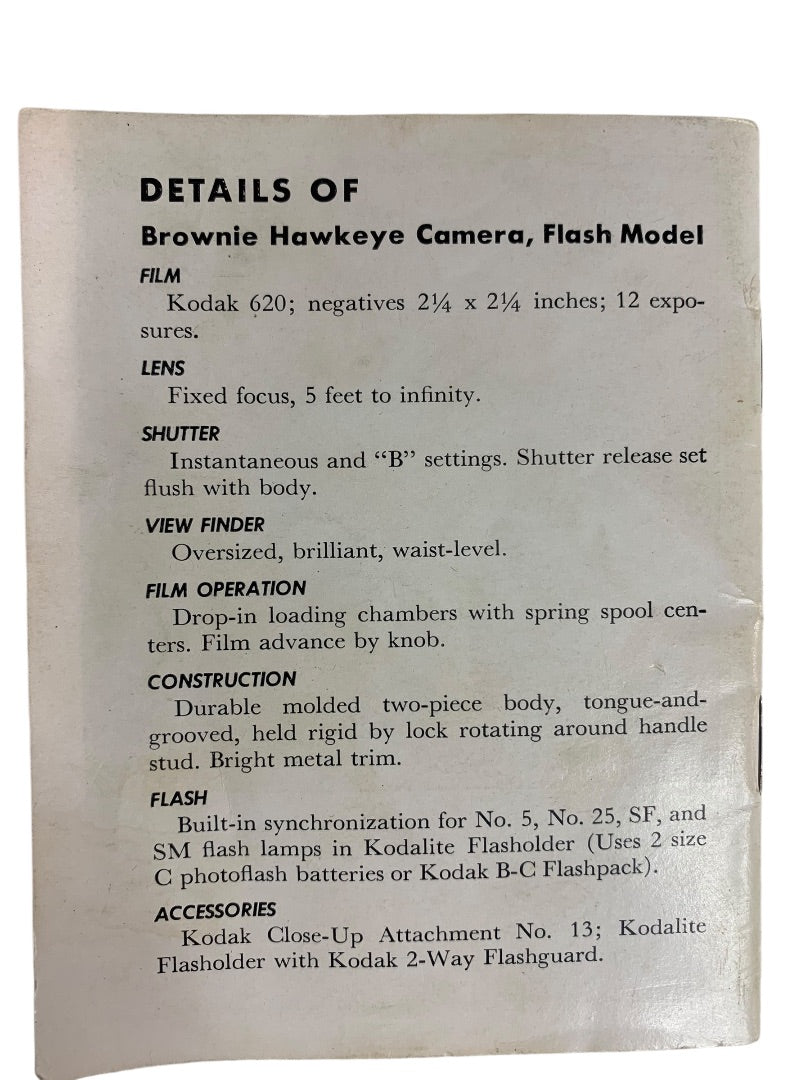 DETAILS OF
Brownie Hawkeye Camera, Flash Model
FILM
Kodak 620; negatives 2¼ x 2¼ inches; 12 expo-
sures.
LENS
Fixed focus, 5 feet to infinity.
SHUTTER
Instantaneous and “B” settings. Shutter release set
flush with body.
VIEW FINDER
Oversized, brilliant, waist-level.
FILM OPERATION
Drop-in loading chambers with spring spool cen-
ters. Film advance by knob.
CONSTRUCTION
Durable molded two-piece body, tongue-and-
grooved, held rigid by lock rotating around handle
stud. Bright metal trim.
FLASH
Built-in synchronization for No. 5, No. 25, SF, and
SM flash lamps in Kodalite Flasholder (Uses 2 size
C photoflash batteries or Kodak B-C Flashpack).
ACCESSORIES
Kodak Close-Up Attachment No. 13; Kodalite
Flasholder with Kodak 2-Way Flashguard.